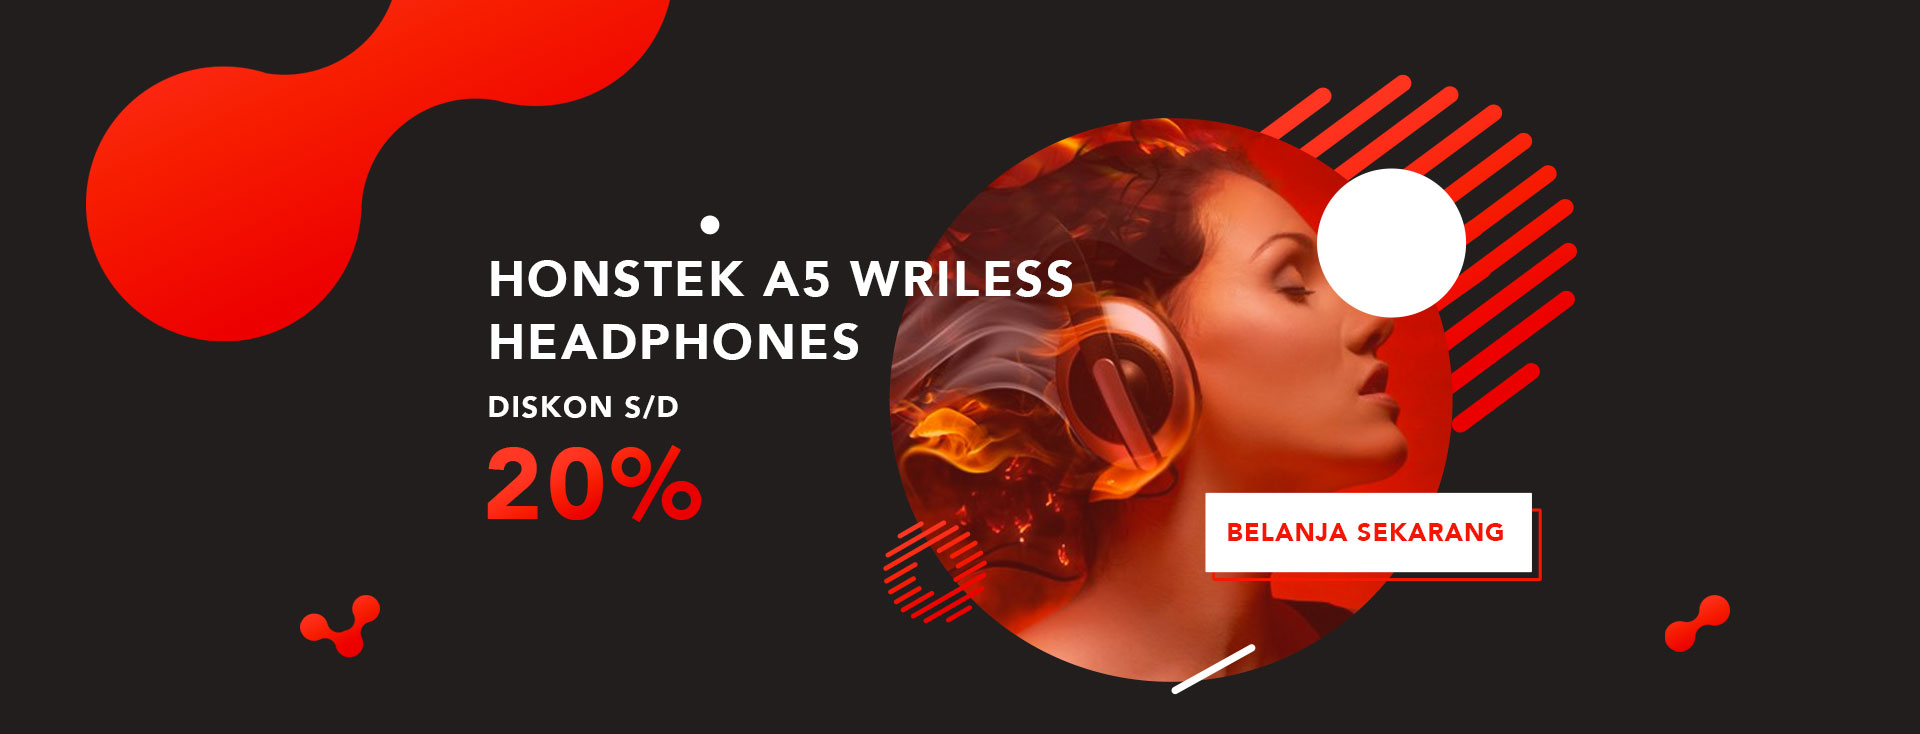 HONSTEK A5 WRILESS
HEADPHONES
DISKON S/D
20%
BELANJA SEKARANG